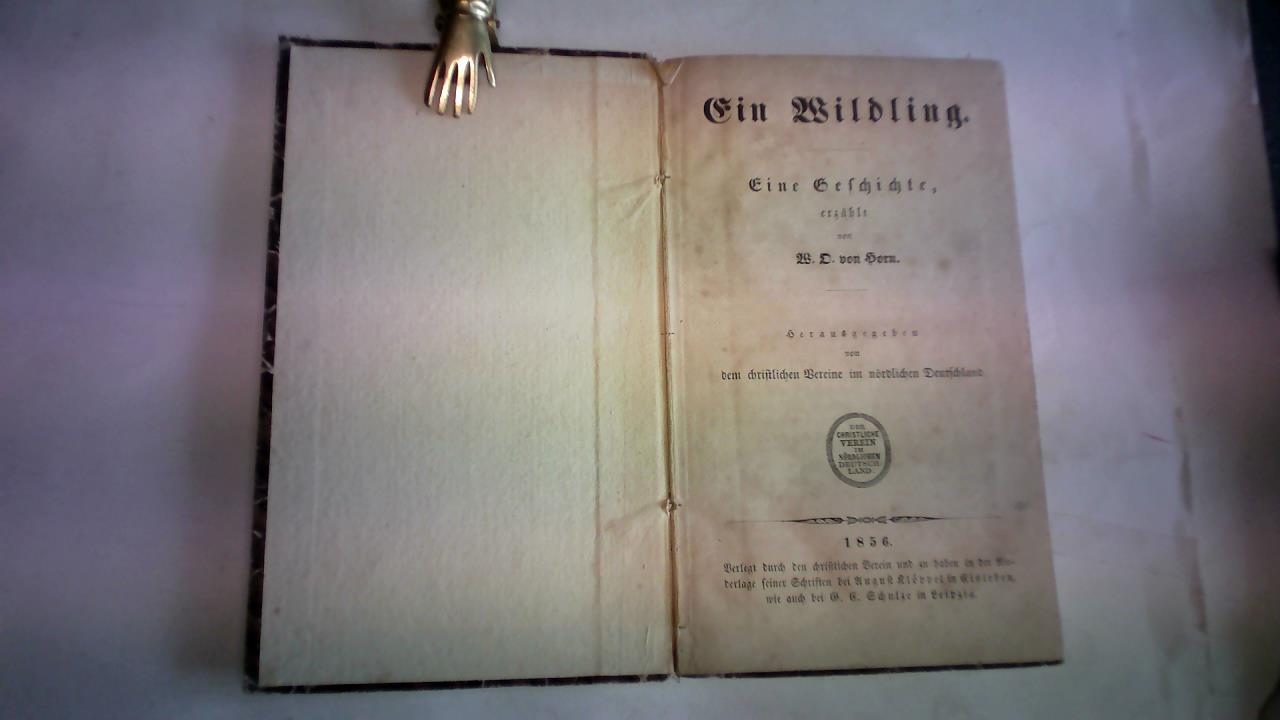 Ein Wildling.
Eine Geschichte,
erzählt
von
W. O. von Horn.
Herausgegeben
von
dem christlichen Vereine im nördlichen Deutschland
DER
CHRISTLICHE
VEREIN
IM
NÖRDLICHEN
DEUTSCH
LAND.
1856.
Verlegt durch den christlichen Verein und zu haben in der Nie-
derlage seiner Schriften bei August Klöppel in Eisleben,
wie auch bei G. C. Schulze in Leipzig.